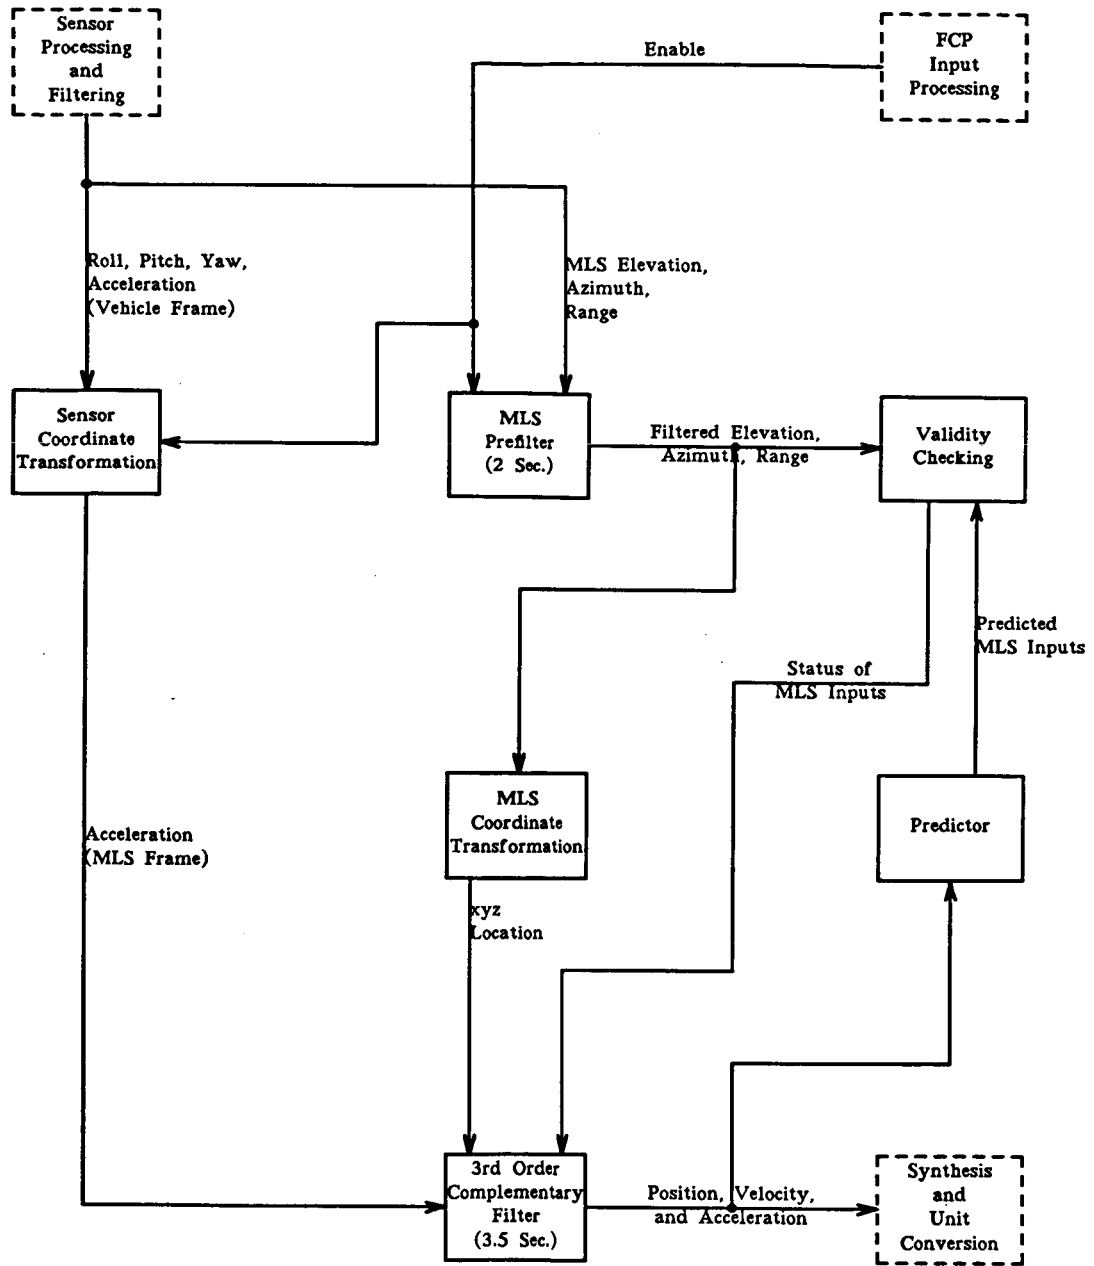 Sensor
Processing
and
Filtering
Enable
FCP
Input
Processing
Roll, Pitch, Yaw,
Acceleration
(Vehicle Frame)
MLS Elevation,
Azimuth,
Range
Sensor
Coordinate
Transformation
MLS
Prefilter
(2 Sec.)
Filtered Elevation,
Azimuth, Range
Validity
Checking
Predicted
MLS Inputs
Status of
MLS Inputs
MLS
Coordinate
Transformation
Predictor
Acceleration
(MLS Frame)
xyz
Location
3rd Order
Complementary
Filter
(3.5 Sec.)
Position, Velocity,
and Acceleration
Synthesis
and
Unit
Conversion